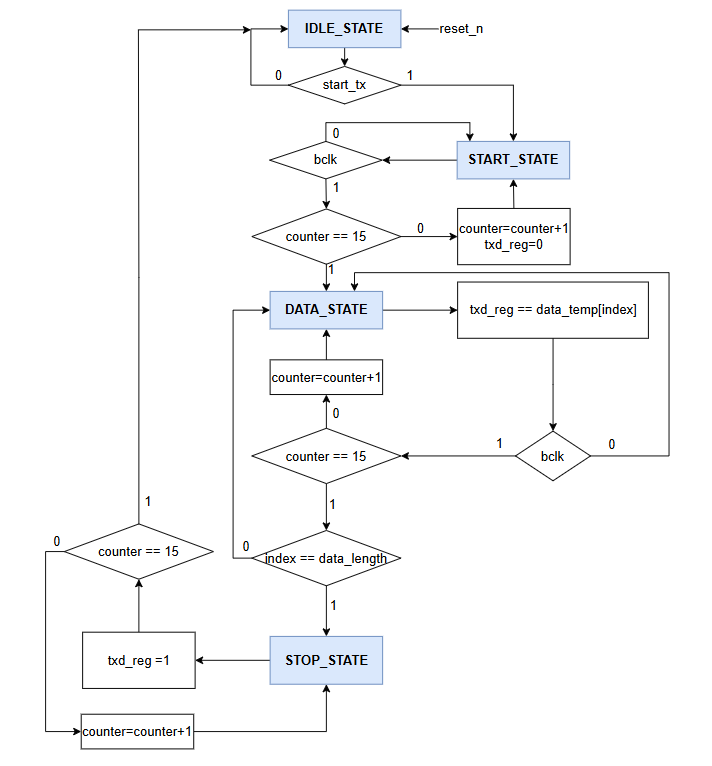 IDLE_STATE
reset_n
0
start_tx
1
0
bclk
START_STATE
1
counter == 15
0
counter=counter+1
txd_reg=0
1
DATA_STATE
txd_reg == data_temp[index]
counter=counter+1
0
counter == 15
1
bclk
0
1
1
0
counter == 15
0
index == data_length
1
txd_reg =1
STOP_STATE
counter=counter+1